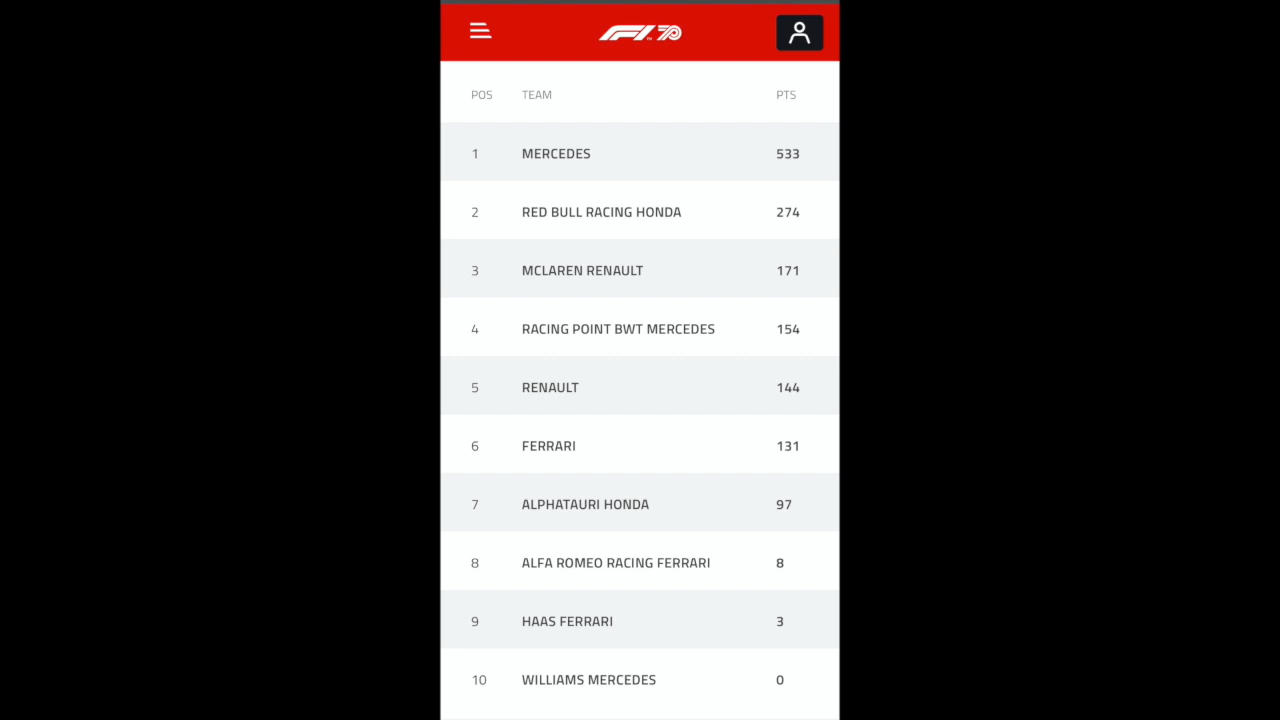 F1 70
POS TEAM PTS
1 MERCEDES 533
2 RED BULL RACING HONDA 274
3 MCLAREN RENAULT 171
4 RACING POINT BWT MERCEDES 154
5 RENAULT 144
6 FERRARI 131
7 ALPHATAURI HONDA 97
8 ALFA ROMEO RACING FERRARI 8
9 HAAS FERRARI 3
10 WILLIAMS MERCEDES 0